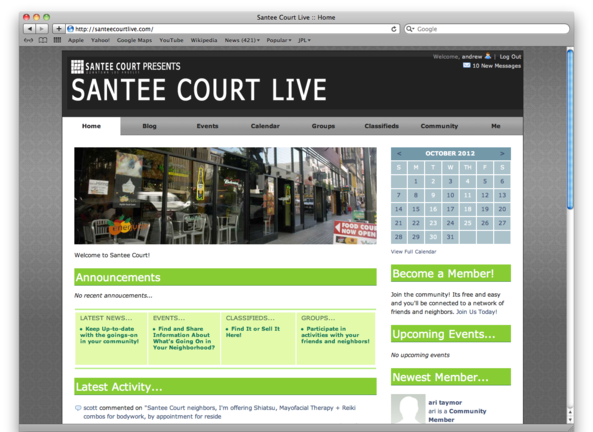 Santee Court Live :: Home
http://santeecourtlive.com/
Google
Apple Yahoo! Google Maps YouTube Wikipedia News (421) Popular JPL
Welcome, andrew | Log Out
10 New Messeges
SANTEE COURT PRESENTS
SANTEE COURT LIVE
Home Blog Events Calendar Groups Classifieds Community Me
FOOD COURT
NOW OPEN!
Welcome to Santee Court!
Announcements
No recent annoucements...
LATEST NEWS...
Keep Up-to-date
with the goings-on
in your community!
EVENTS...
Find and Share
Information About
What's Going On in
Your Neighborhood?
CLASSIFIEDS...
Find It or Sell It
Here!
GROUPS...
Participate in
activities with your
friends and neighbors!
Latest Activity...
scott commented on "Santee Court neighbors, I'm offering Shiatsu, Mayofacial Therapy + Reiki
combos for bodywork, by appointment for reside
< OCTOBER 2012 >
S M T W TH F S
1 2 3 4 5 6
7 8 9 10 11 12 13
14 15 16 17 18 19 20
21 22 23 24 25 26 27
28 29 30 31
View Full Calendar
Become a Member!
Join the community! Its free and easy
and you'll be connected to a network of
friends and neighbors. Join Us Today!
Upcoming Events...
No upcoming events
Newest Member...
ari taymor
ari is a Community
Member